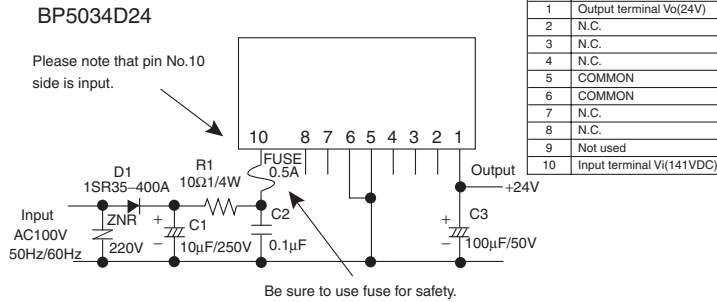 BP5034D24
Please note that pin No.10
side is input.
1 Output terminal Vo(24V)
2 N.C.
3 N.C.
4 N.C.
5 COMMON
6 COMMON
7 N.C.
8 N.C.
9 Not used
10 Input terminal Vi(141VDC)
10 8 7 6 5 4 3 2 1
FUSE
0.5A
D1
1SR35–400A
R1
10Ω1/4W
Output
+24V
Input
AC100V
50Hz/60Hz
ZNR
220V
+
–
C1
10μF/250V
C2
0.1μF
+
–
C3
100μF/50V
Be sure to use fuse for safety.